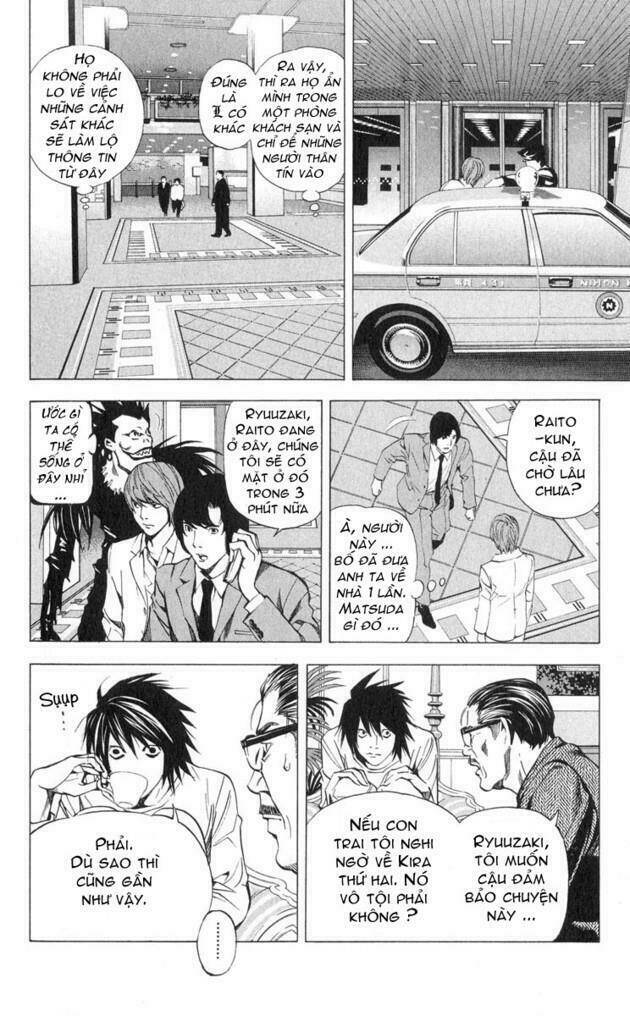 RA VẬY,
THÌ RA HỌ ẨN
MÌNH TRONG
MỘT PHÒNG
KHÁCH SẠN VÀ
CHỈ ĐỂ NHỮNG
NGƯỜI THÂN
TÍN VÀO
ĐÚNG
LÀ
L CÓ
KHÁC
HỌ
KHÔNG PHẢI
LO VỀ VIỆC
NHỮNG CẢNH
SÁT KHÁC
SẼ LÀM LỘ
THÔNG TIN
TỪ ĐÂY
NIHON
N
RAITO
-KUN,
CẬU ĐÃ
CHỜ LÂU
CHƯA?
À, NGƯỜI
NÀY ...
BỐ ĐÃ ĐƯA
ANH TA VỀ
NHÀ 1 LẦN.
MATSUDA
GÌ ĐÓ ...
RYUUZAKI,
RAITO ĐANG
Ở ĐÂY, CHÚNG
TÔI SẼ CÓ
MẶT Ở ĐÓ
TRONG 3
PHÚT NỮA
ƯỚC GÌ
TA CÓ
THỂ
SỐNG Ở
ĐÂY NHỈ
...
RYUUZAKI,
TÔI MUỐN
CẬU ĐẢM
BẢO CHUYỆN
NÀY ...
NẾU CON
TRAI TÔI NGHI
NGỜ VỀ KIRA
THỨ HAI. NÓ
VÔ TỘI PHẢI
KHÔNG ?
SỤỤP
...
PHẢI.
DÙ SAO THÌ
CŨNG GẦN
NHƯ VẬY.
........